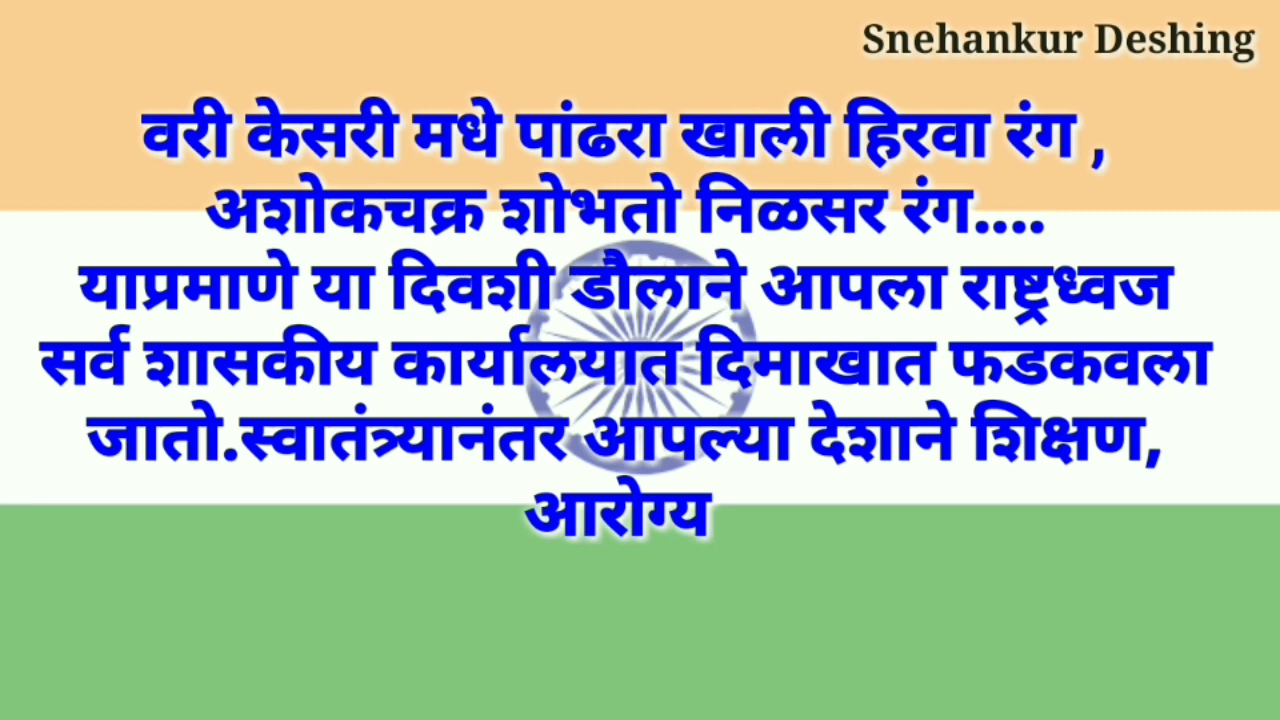 Snehankur Deshing
वरी केसरी मधे पांढरा खाली हिरवा रंग ,
अशोकचक्र शोभतो निळसर रंग....
याप्रमाणे या दिवशी डौलाने आपला राष्ट्रध्वज
सर्व शासकीय कार्यालयात दिमाखात फडकवला
जातो.स्वातंत्र्यानंतर आपल्या देशाने शिक्षण,
आरोग्य